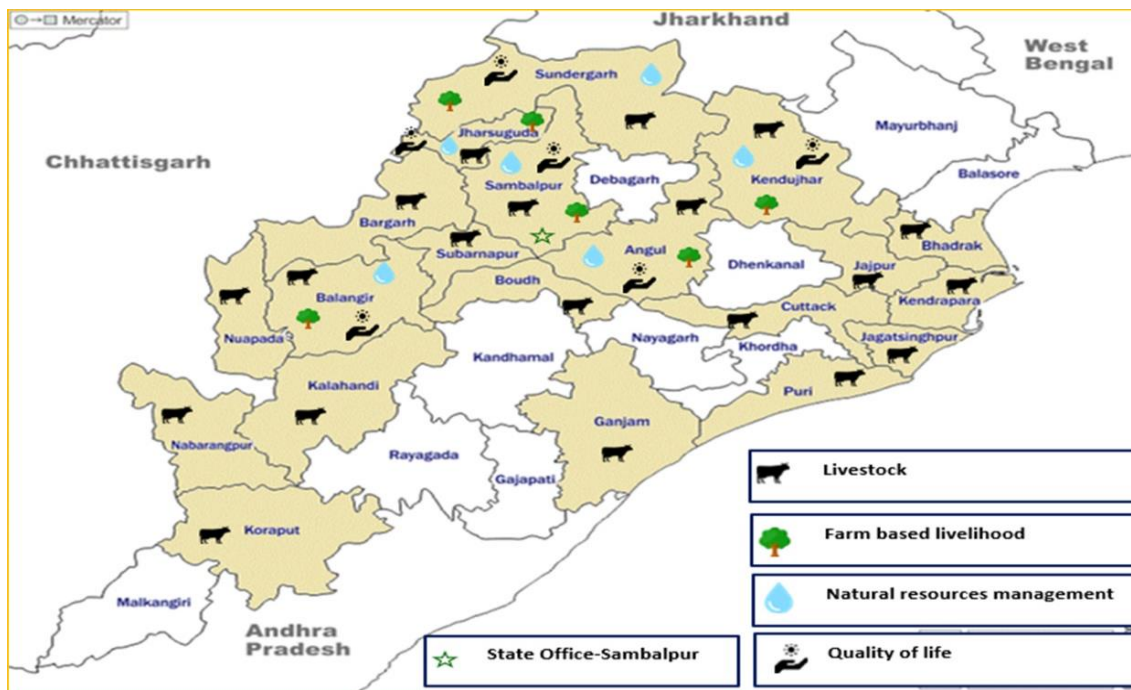 Mercator
Jharkhand
West
Bengal
Sundergarh
Mayurbhanj
Jharsuguda
Chhattisgarh
Balasore
Sambalpur
Debagarh
Kendujhar
Bargarh
Bhadrak
Subarnapur
Angul
Dhenkanal
Jajpur
Boudh
Balangir
Cuttack
Kendrapara
Nuapada
Nayagarh
Khordha
Jagatsinghpur
Kandhamal
Kalahandi
Puri
Ganjam
Nabarangpur
Rayagada
Gajapati
Livestock
Koraput
Farm based livelihood
Malkangiri
Natural resources management
Andhra
Pradesh
State Office-Sambalpur
Quality of life